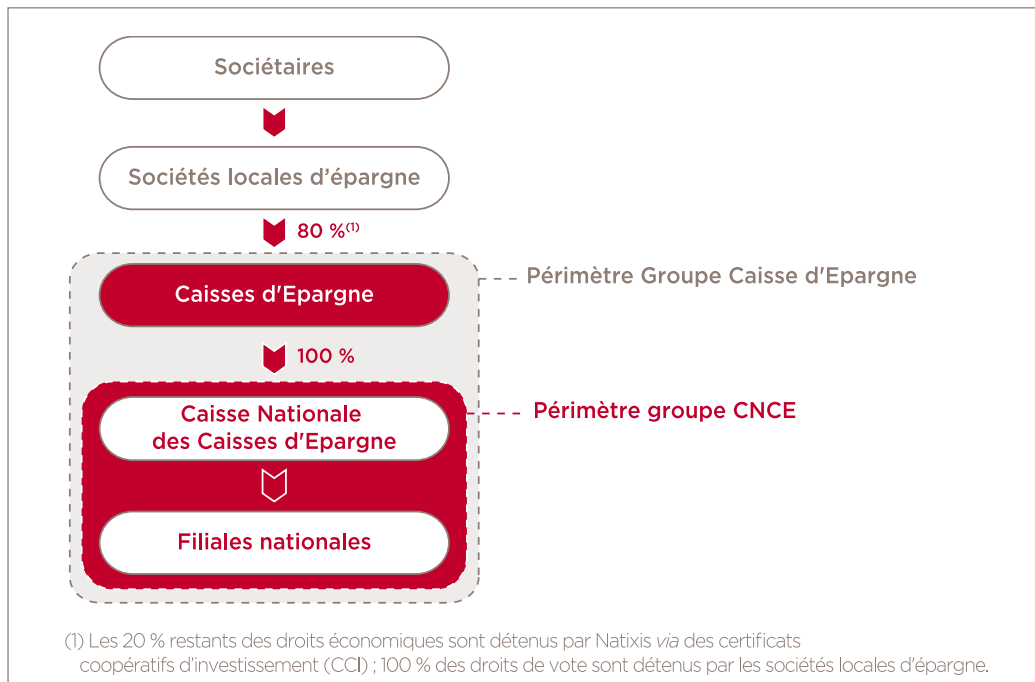 Sociétaires
Sociétés locales d'épargne
80 %(1)
Caisses d'Epargne
Périmètre Groupe Caisse d'Epargne
100 %
Caisse Nationale
des Caisses d'Epargne
Périmètre groupe CNCE
Filiales nationales
(1) Les 20 % restants des droits économiques sont détenus par Natixis via des certificats
coopératifs d'investissement (CCI) ; 100 % des droits de vote sont détenus par les sociétés locales d'épargne.